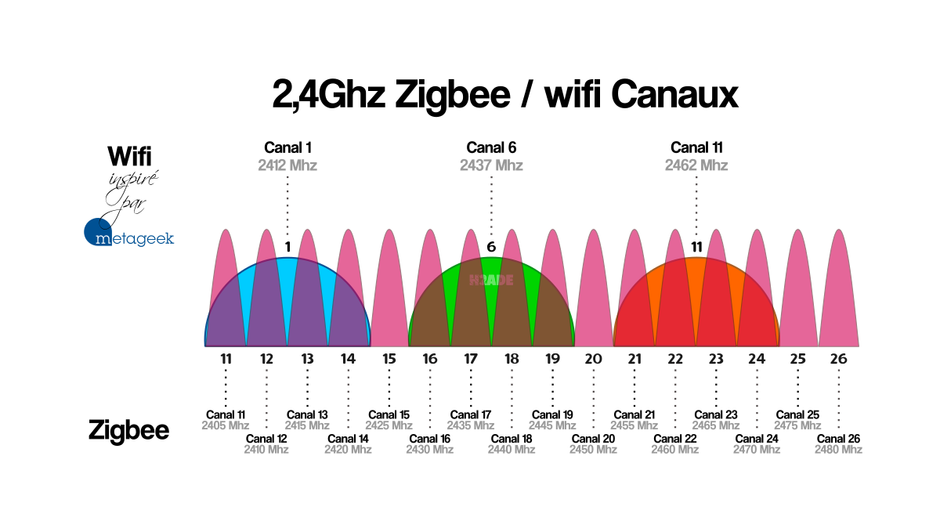 2,4Ghz Zigbee / wifi Canaux
Canal 1 Canal 6 Canal 11
2412 Mhz 2437 Mhz 2462 Mhz
Wifi
inspiré
par
metageek
1 6 11
H2ADE
11 12 13 14 15 16 17 18 19 20 21 22 23 24 25 26
Zigbee
Canal 11 Canal 13 Canal 15 Canal 17 Canal 19 Canal 21 Canal 23 Canal 25
2405 Mhz 2415 Mhz 2425 Mhz 2435 Mhz 2445 Mhz 2455 Mhz 2465 Mhz 2475 Mhz
Canal 12 Canal 14 Canal 16 Canal 18 Canal 20 Canal 22 Canal 24 Canal 26
2410 Mhz 2420 Mhz 2430 Mhz 2440 Mhz 2450 Mhz 2460 Mhz 2470 Mhz 2480 Mhz